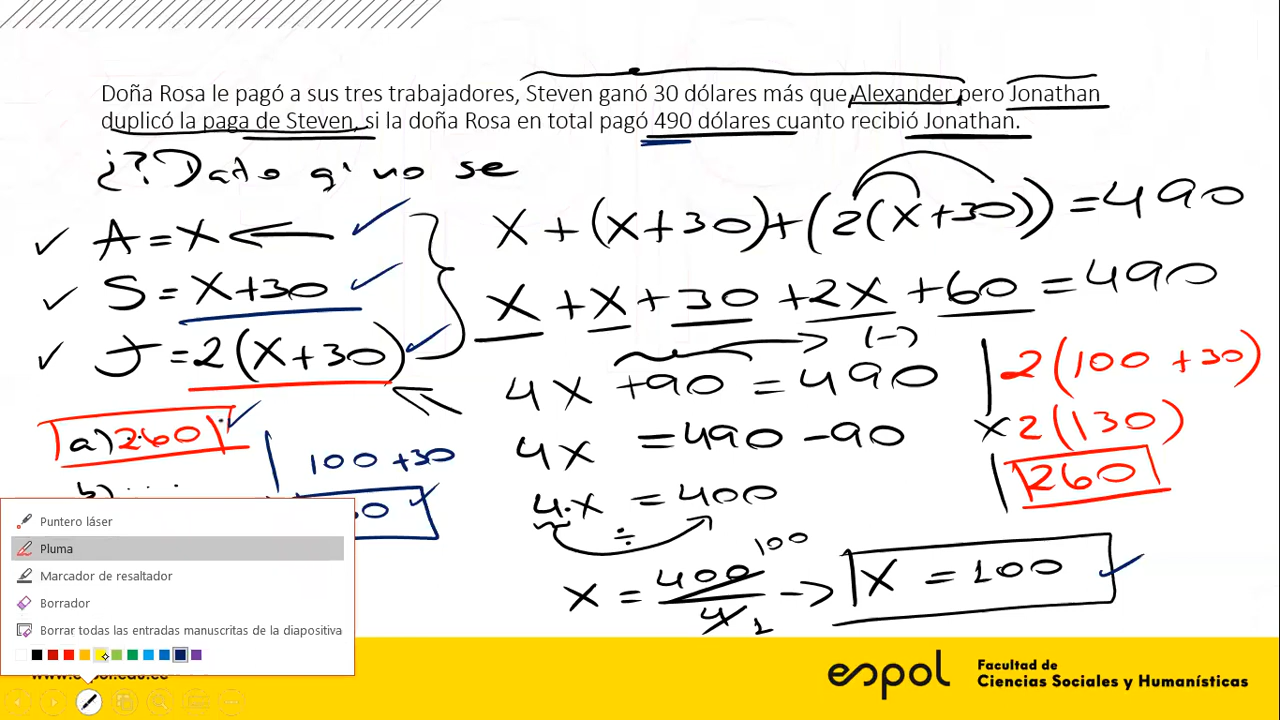 Doña Rosa le pagó a sus tres trabajadores, Steven ganó 30 dólares más que Alexander pero Jonathan
duplicó la paga de Steven, si la doña Rosa en total pagó 490 dólares cuanto recibió Jonathan.
¿? Dato q' no se
A = X
S = X+30
J = 2(X+30)
a) 260
b) ....
100 +30
X + (X+30)+(2(X+30)) = 490
X + X + 30 + 2X + 60 = 490
(-)
4X +90 = 490
4X = 490 - 90
4.X = 400
÷
100
X = 400/4 1 → X = 100
2(100 +30)
x 2(130)
260
Puntero láser
Pluma
Marcador de resaltador
Borrador
Borrar todas las entradas manuscritas de la diapositiva
espol
Facultad de
Ciencias Sociales y Humanísticas